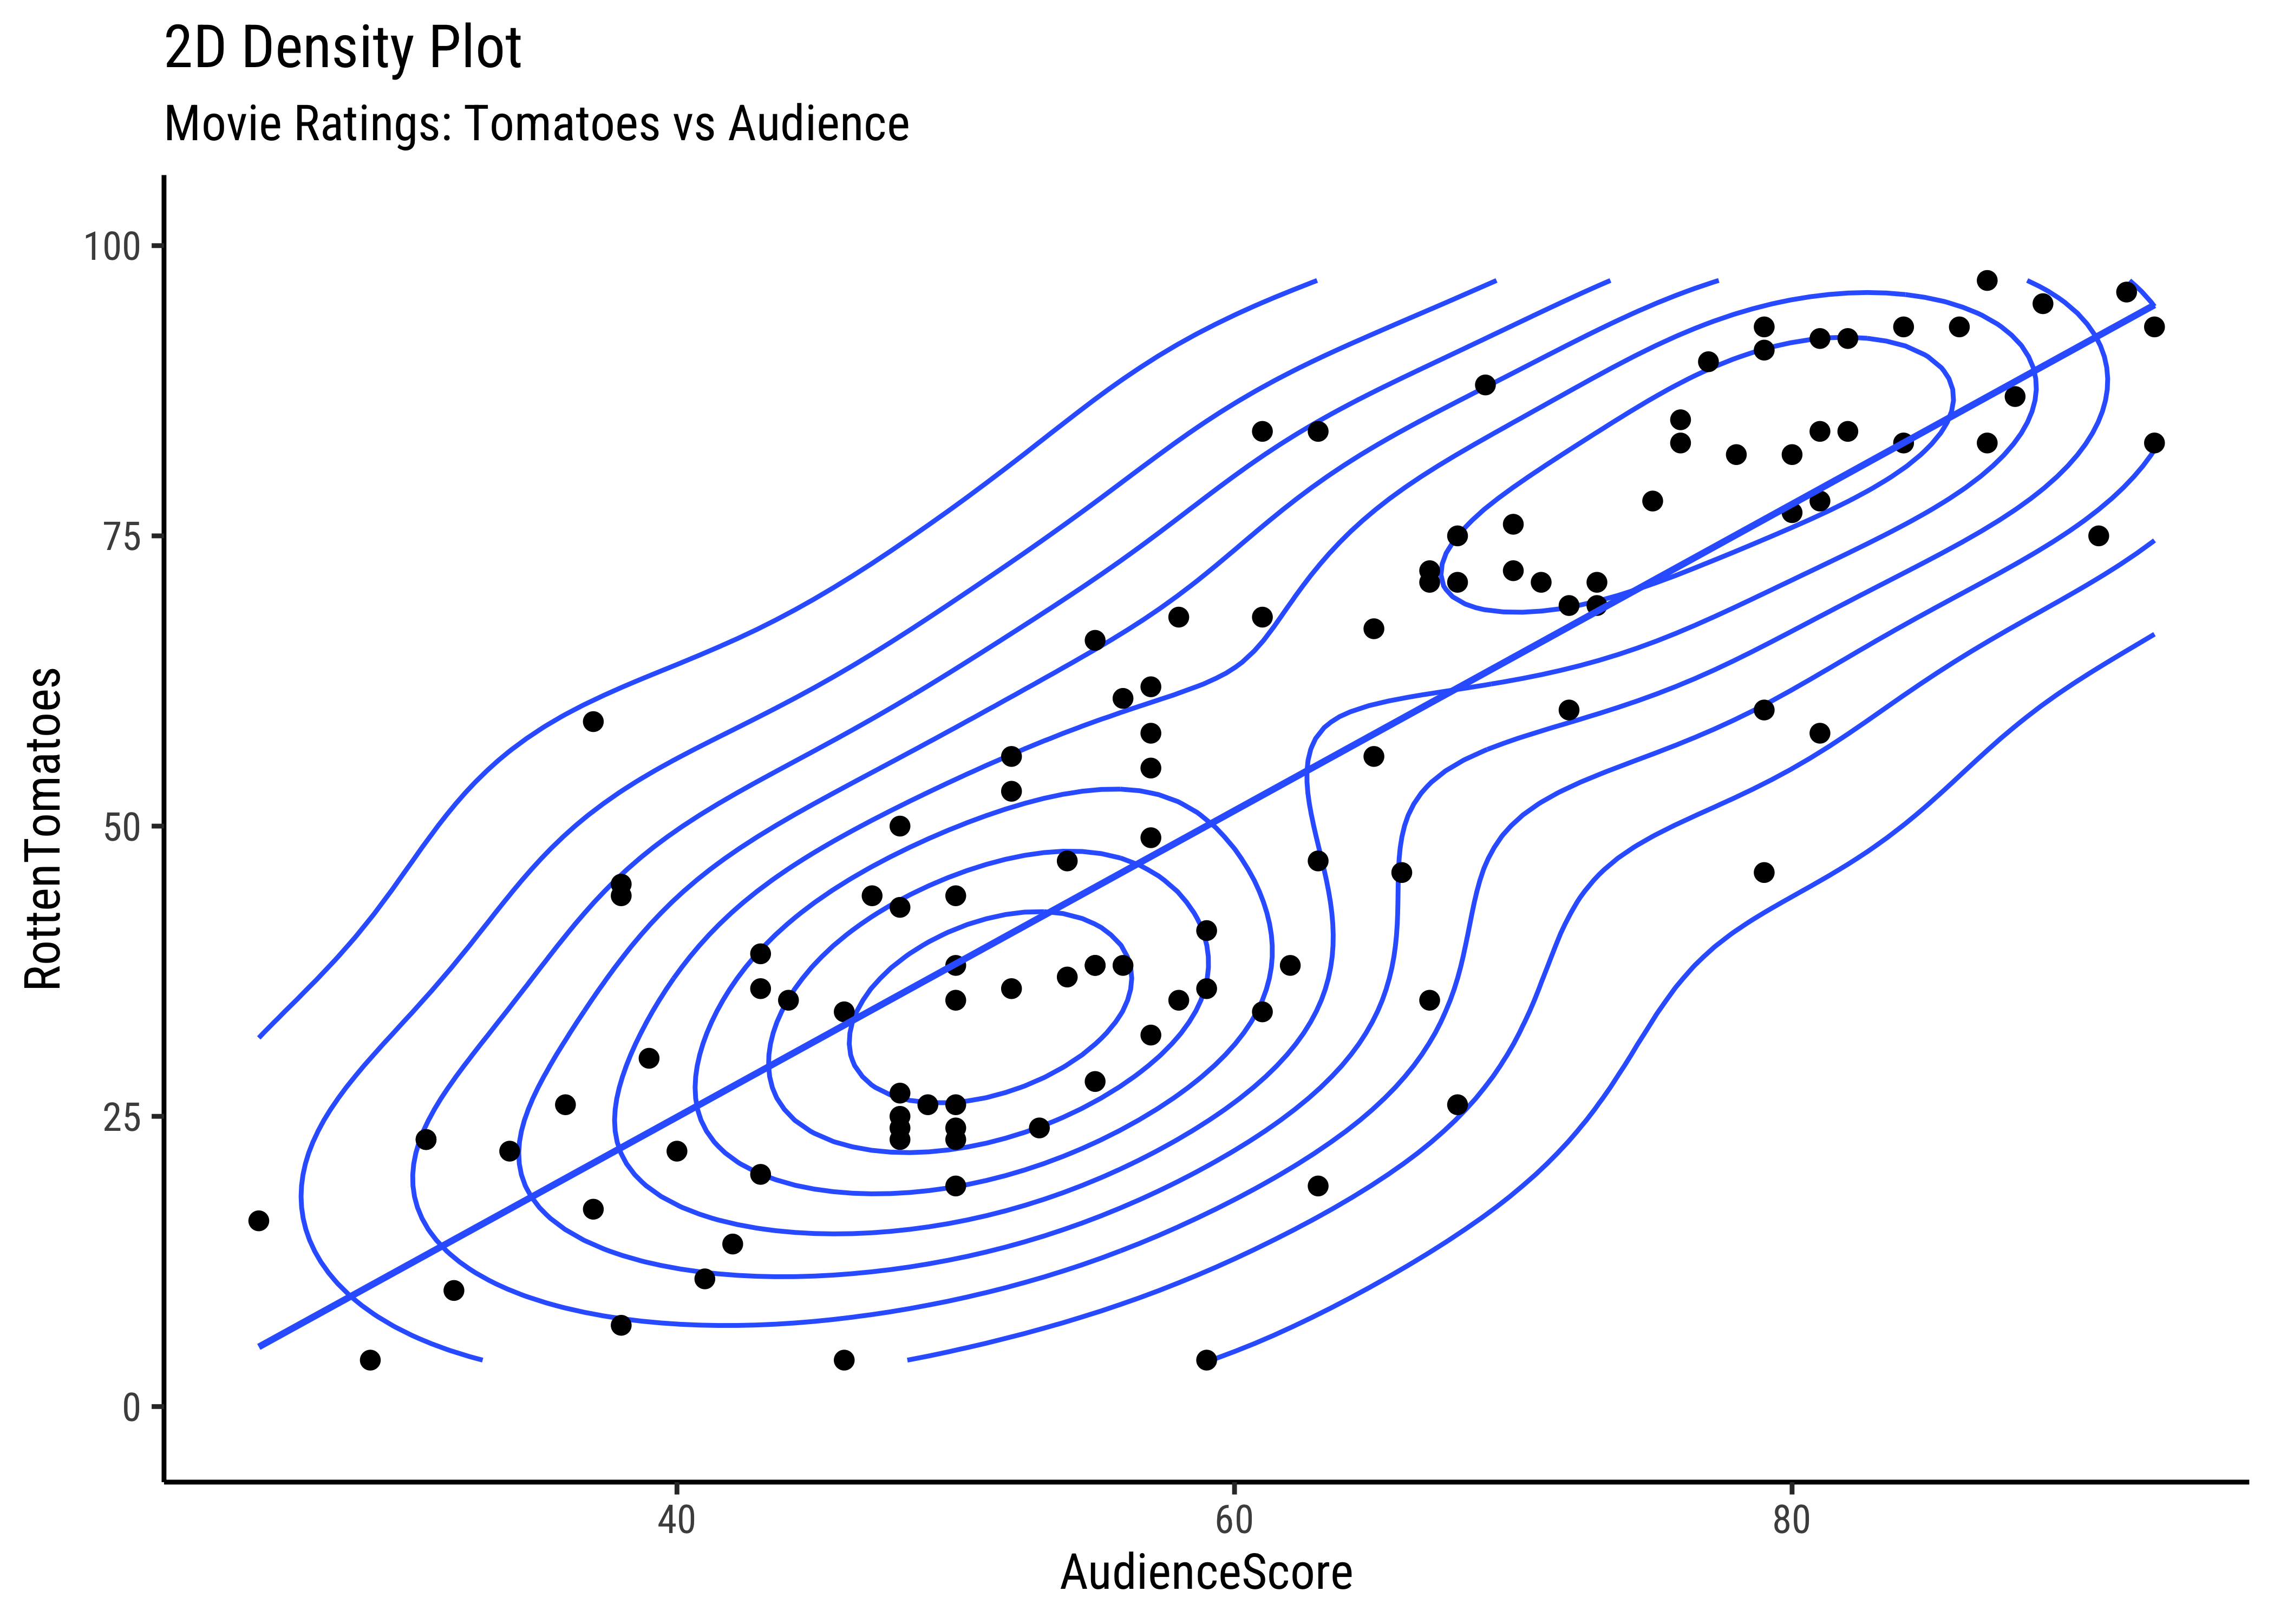 2D Density Plot
Movie Ratings: Tomatoes vs Audience
100
75
50
25
0
RottenTomatoes
40 60 80
AudienceScore